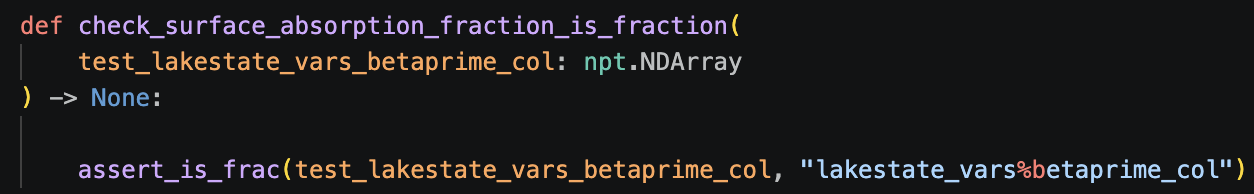 def check_surface_absorption_fraction_is_fraction(
    test_lakestate_vars_betaprime_col: npt.NDArray
) -> None:
    assert_is_frac(test_lakestate_vars_betaprime_col, "lakestate_vars%betaprime_col")